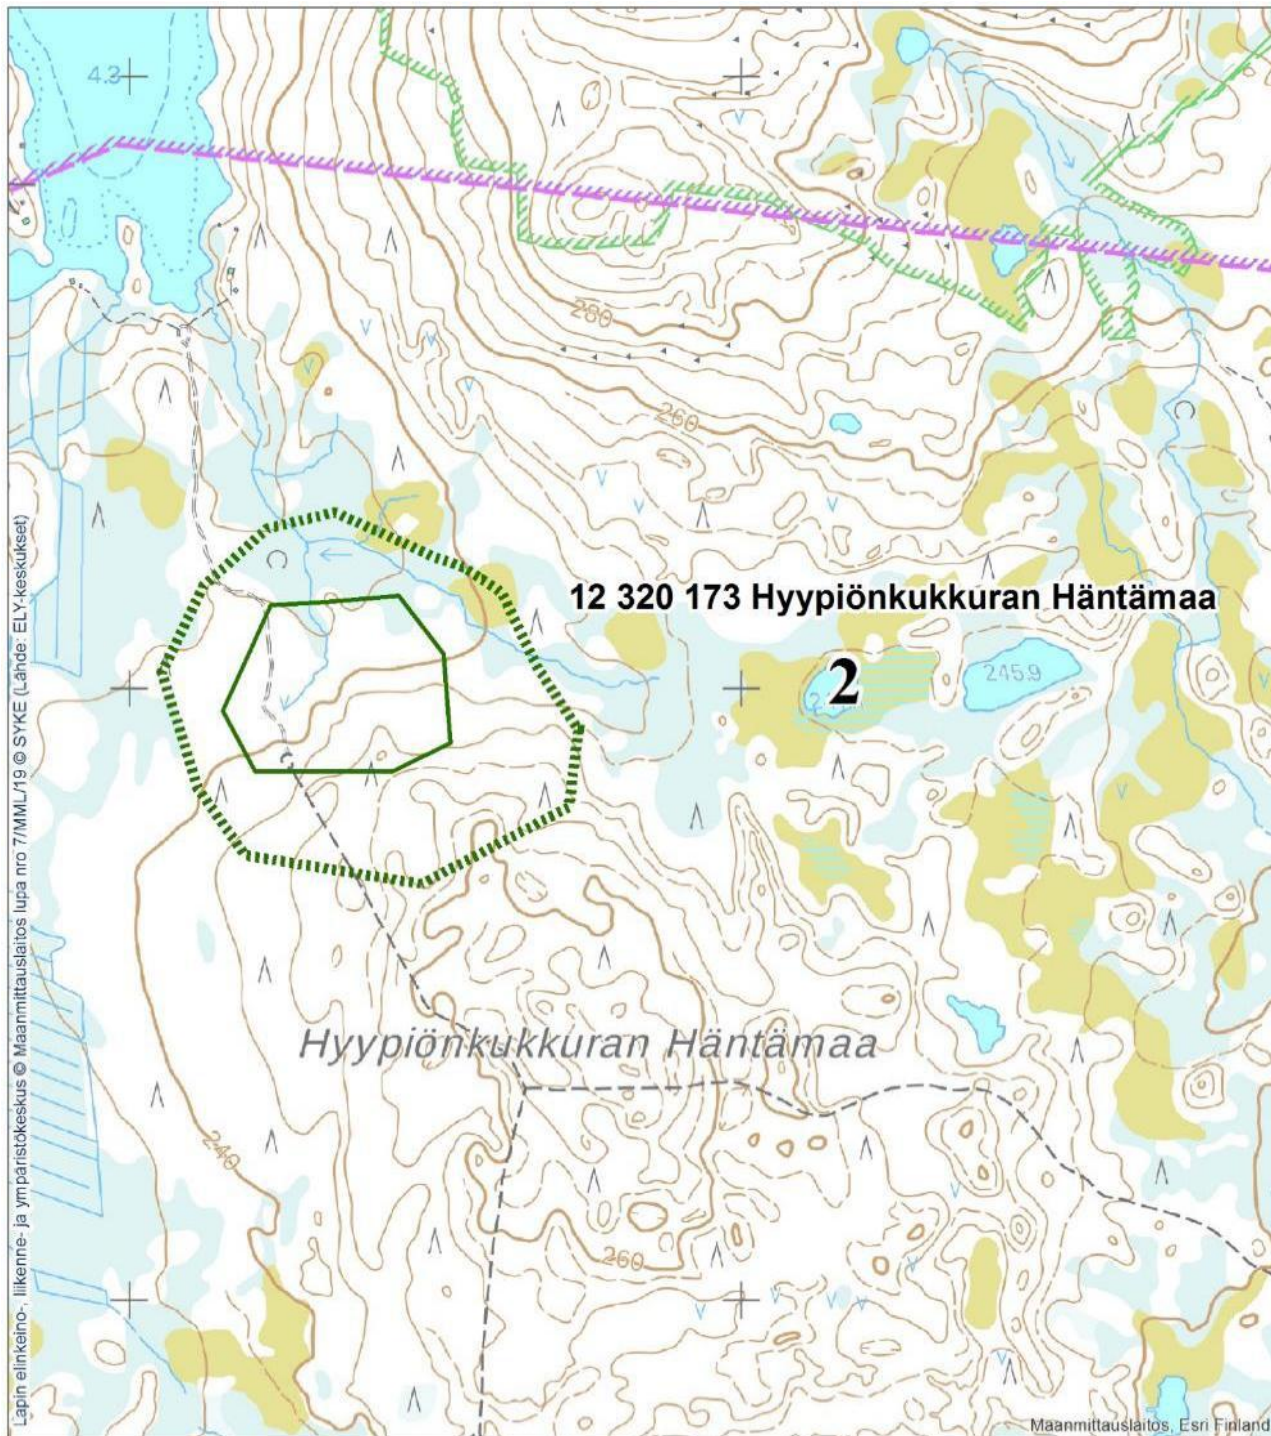 4.3
280
260
12 320 173 Hyypiönkukkuran Häntämaa
2
245.9
Hyypiönkukkuran Häntämaa
240
260
Lapin elinkeino-, liikenne- ja ympäristökeskus © Maanmittauslaitos lupa nro 7/MML/19 © SYKE (Lähde: ELY-keskukset)
Maanmittauslaitos, Esri Finland